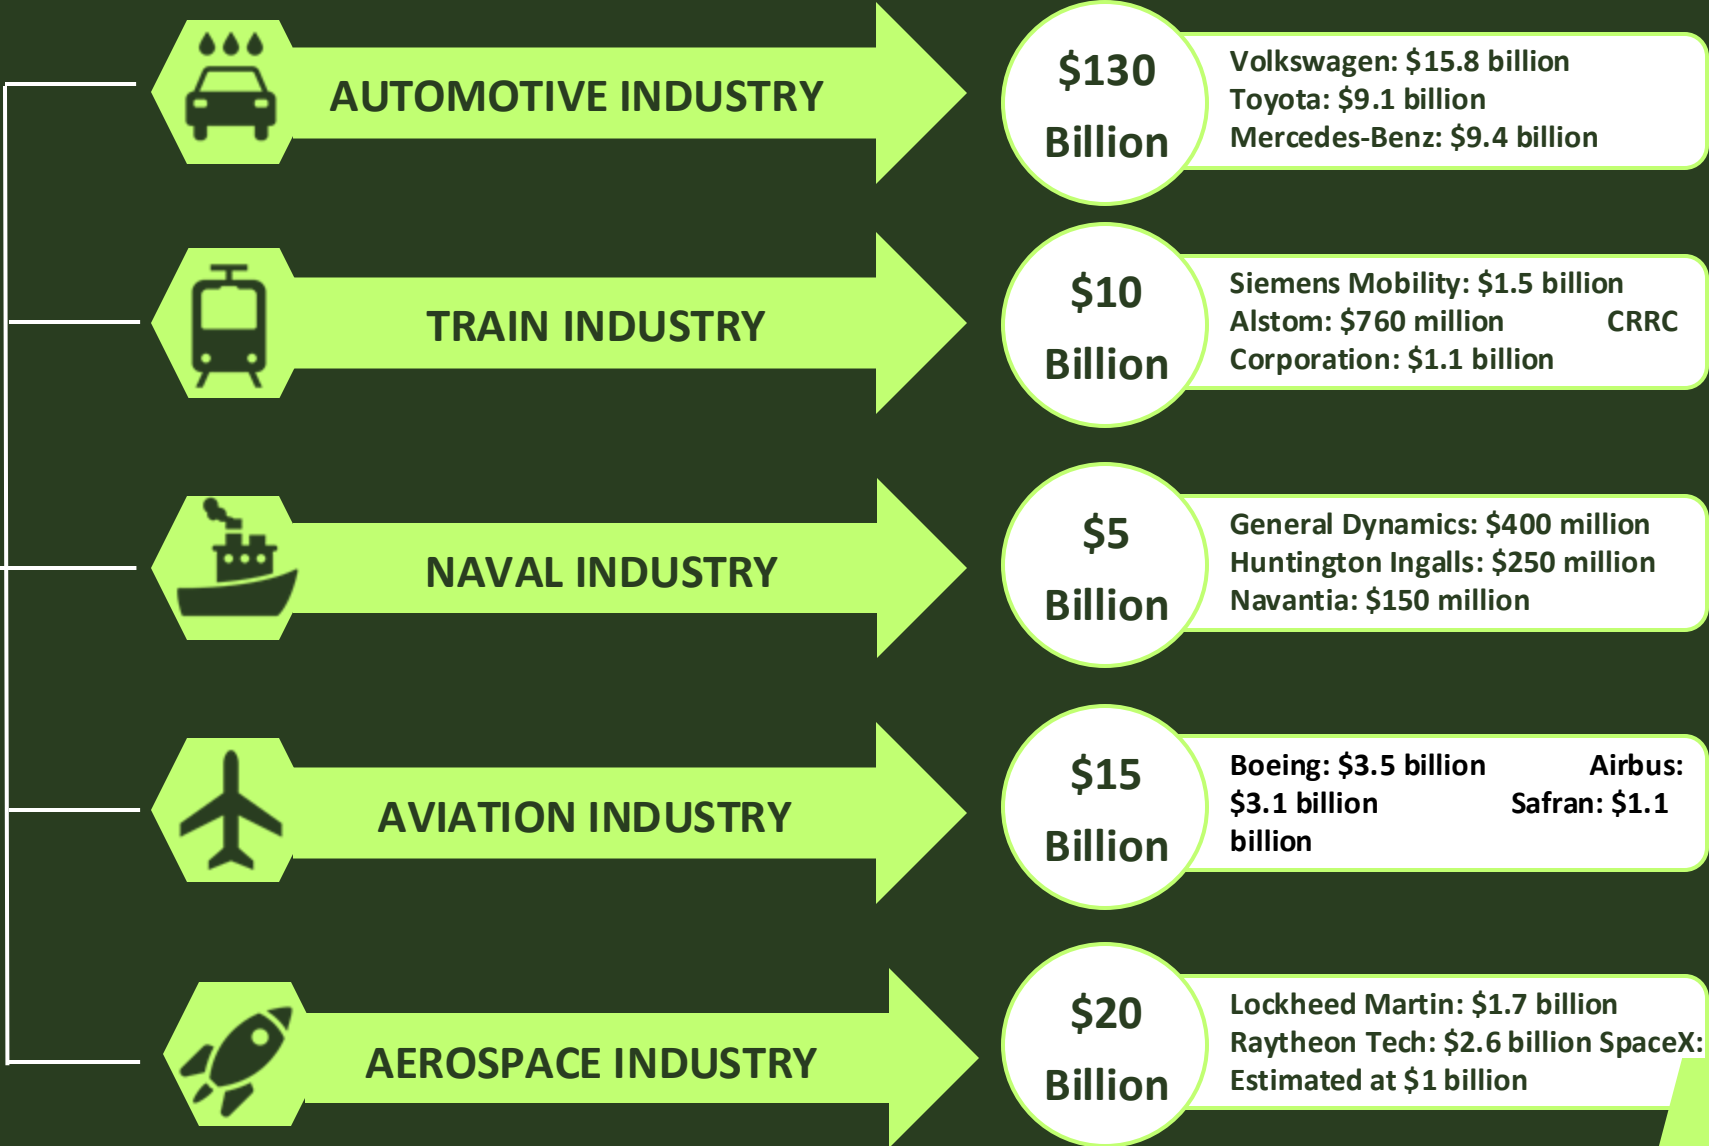 AUTOMOTIVE INDUSTRY
$130
Billion
Volkswagen: $15.8 billion
Toyota: $9.1 billion
Mercedes-Benz: $9.4 billion
TRAIN INDUSTRY
$10
Billion
Siemens Mobility: $1.5 billion
Alstom: $760 million CRRC
Corporation: $1.1 billion
NAVAL INDUSTRY
$5
Billion
General Dynamics: $400 million
Huntington Ingalls: $250 million
Navantia: $150 million
AVIATION INDUSTRY
$15
Billion
Boeing: $3.5 billion Airbus:
$3.1 billion Safran: $1.1
billion
AEROSPACE INDUSTRY
$20
Billion
Lockheed Martin: $1.7 billion
Raytheon Tech: $2.6 billion SpaceX:
Estimated at $1 billion